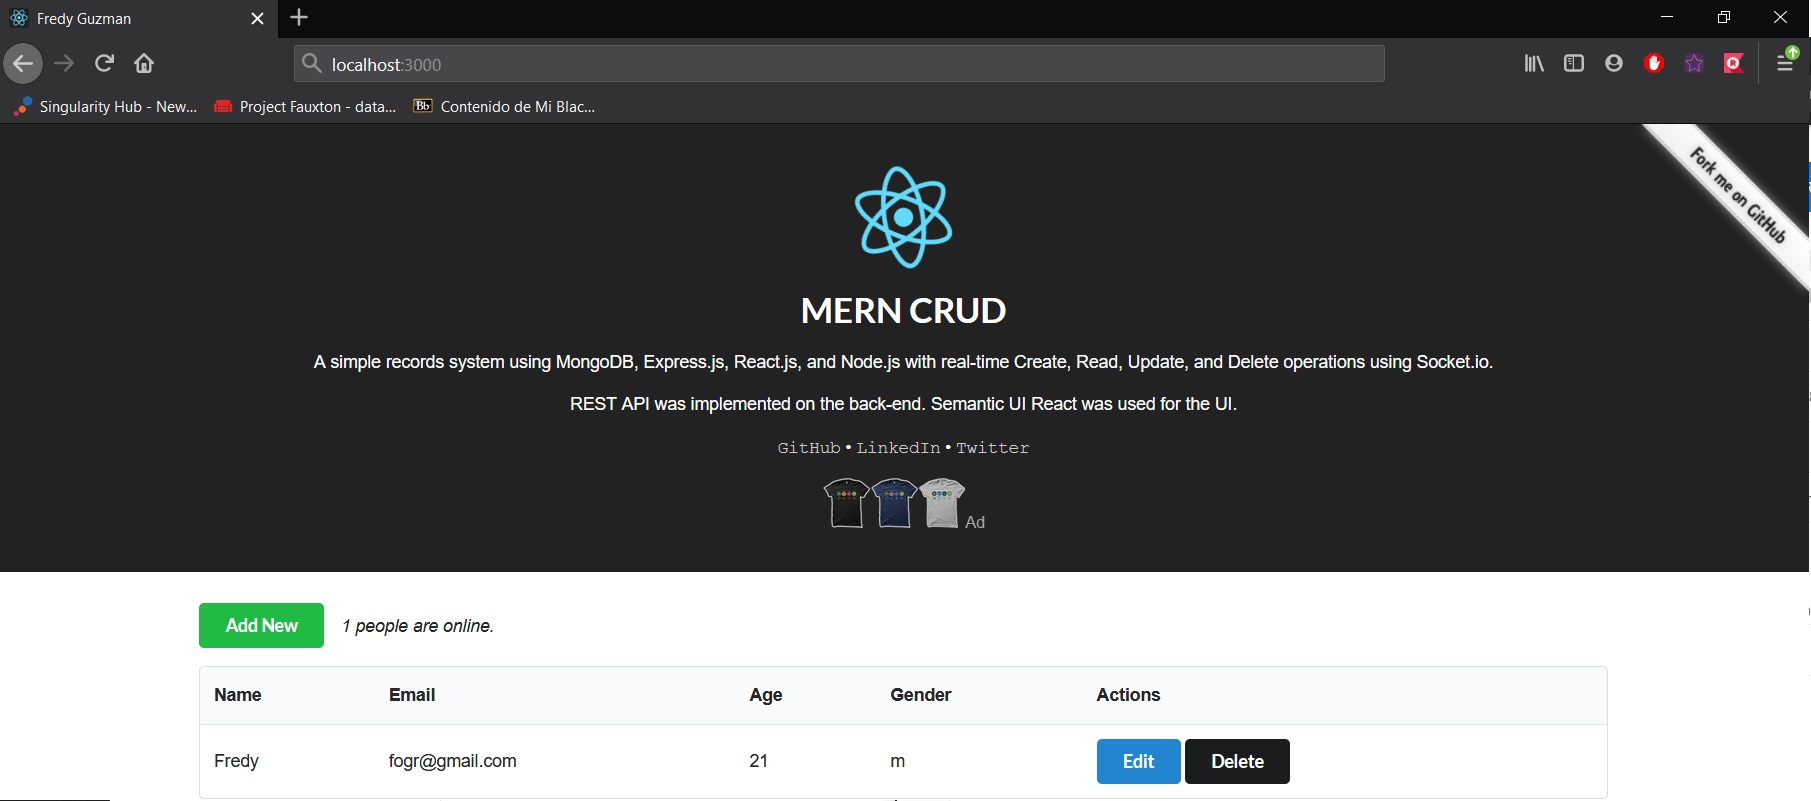 Fredy Guzman
localhost:3000
Singularity Hub - New... Project Fauxton - data... Bb Contenido de Mi Blac...
Fork me on GitHub
MERN CRUD
A simple records system using MongoDB, Express.js, React.js, and Node.js with real-time Create, Read, Update, and Delete operations using Socket.io.
REST API was implemented on the back-end. Semantic UI React was used for the UI.
GitHub • LinkedIn • Twitter
Ad
Add New 1 people are online.
Name Email Age Gender Actions
Fredy fogr@gmail.com 21 m Edit Delete